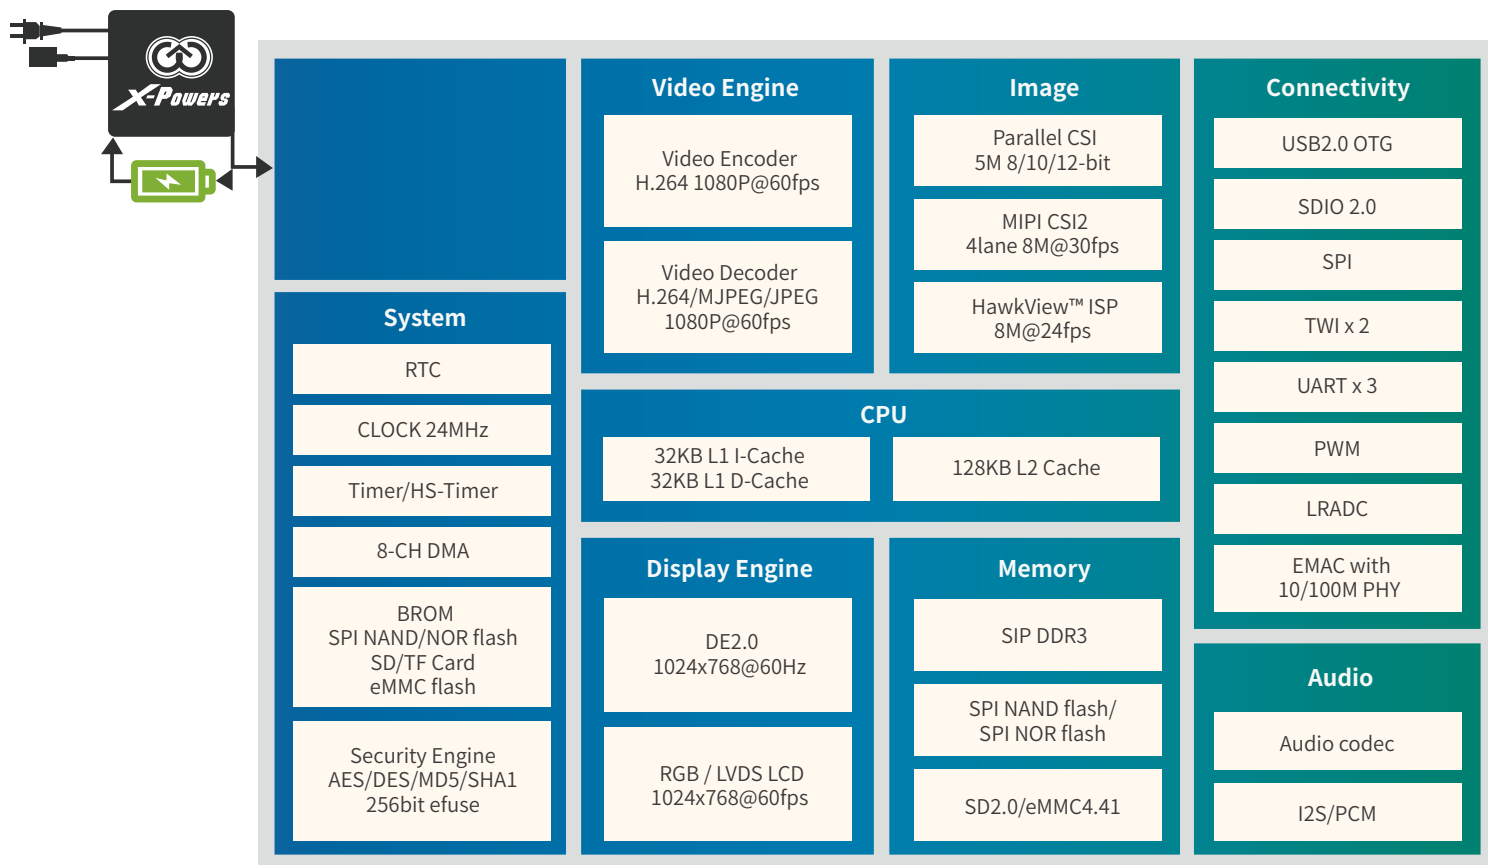 X-Powers
Video Engine
Video Encoder
H.264 1080P@60fps
Video Decoder
H.264/MJPEG/JPEG
1080P@60fps
Image
Parallel CSI
5M 8/10/12-bit
MIPI CSI2
4lane 8M@30fps
HawkView™ ISP
8M@24fps
Connectivity
USB2.0 OTG
SDIO 2.0
SPI
TWI x 2
UART x 3
PWM
LRADC
EMAC with
10/100M PHY
System
RTC
CLOCK 24MHz
Timer/HS-Timer
8-CH DMA
BROM
SPI NAND/NOR flash
SD/TF Card
eMMC flash
Security Engine
AES/DES/MD5/SHA1
256bit efuse
CPU
32KB L1 I-Cache
32KB L1 D-Cache
128KB L2 Cache
Display Engine
DE2.0
1024x768@60Hz
RGB / LVDS LCD
1024x768@60fps
Memory
SIP DDR3
SPI NAND flash/
SPI NOR flash
SD2.0/eMMC4.41
Audio
Audio codec
I2S/PCM